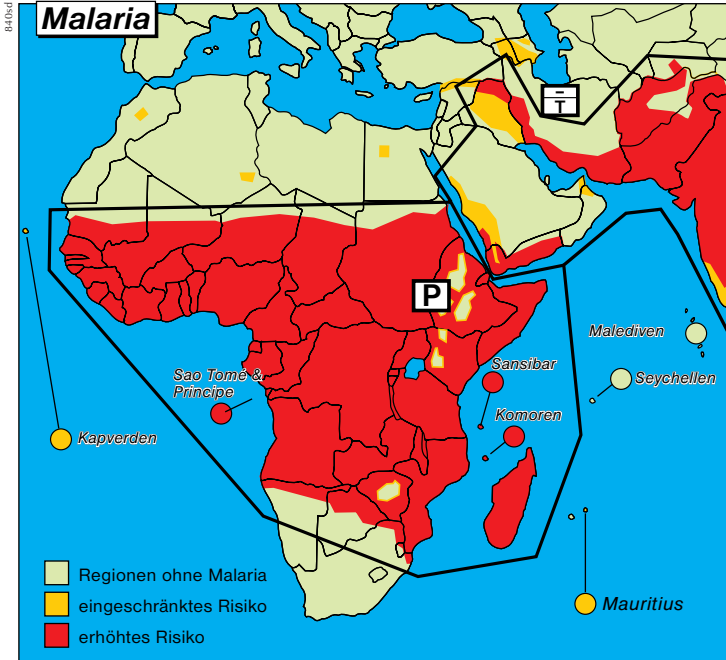 840sd
Malaria
-
T
P
Malediven
Sansibar
Seychellen
Sao Tomé &
Principe
Komoren
Kapverden
Regionen ohne Malaria
eingeschränktes Risiko
Mauritius
erhöhtes Risiko